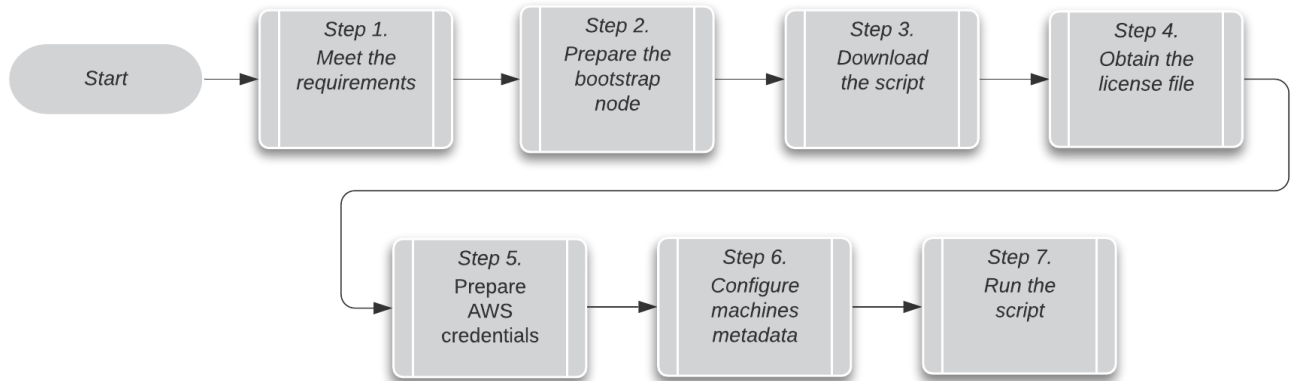 Start
Step 1.
Meet the
requirements
Step 2.
Prepare the
bootstrap
node
Step 3.
Download
the script
Step 4.
Obtain the
license file
Step 5.
Prepare
AWS
credentials
Step 6.
Configure
machines
metadata
Step 7.
Run the
script